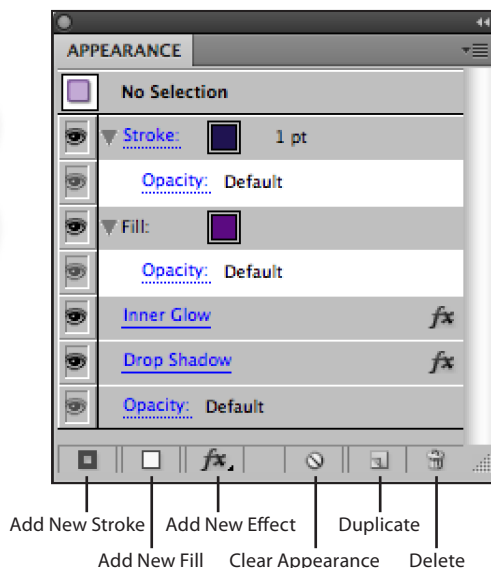 APPEARANCE
No Selection
Stroke: 1 pt
Opacity: Default
Fill:
Opacity: Default
Inner Glow fx
Drop Shadow fx
Opacity: Default
fx
Add New Stroke Add New Effect Duplicate
Add New Fill Clear Appearance Delete